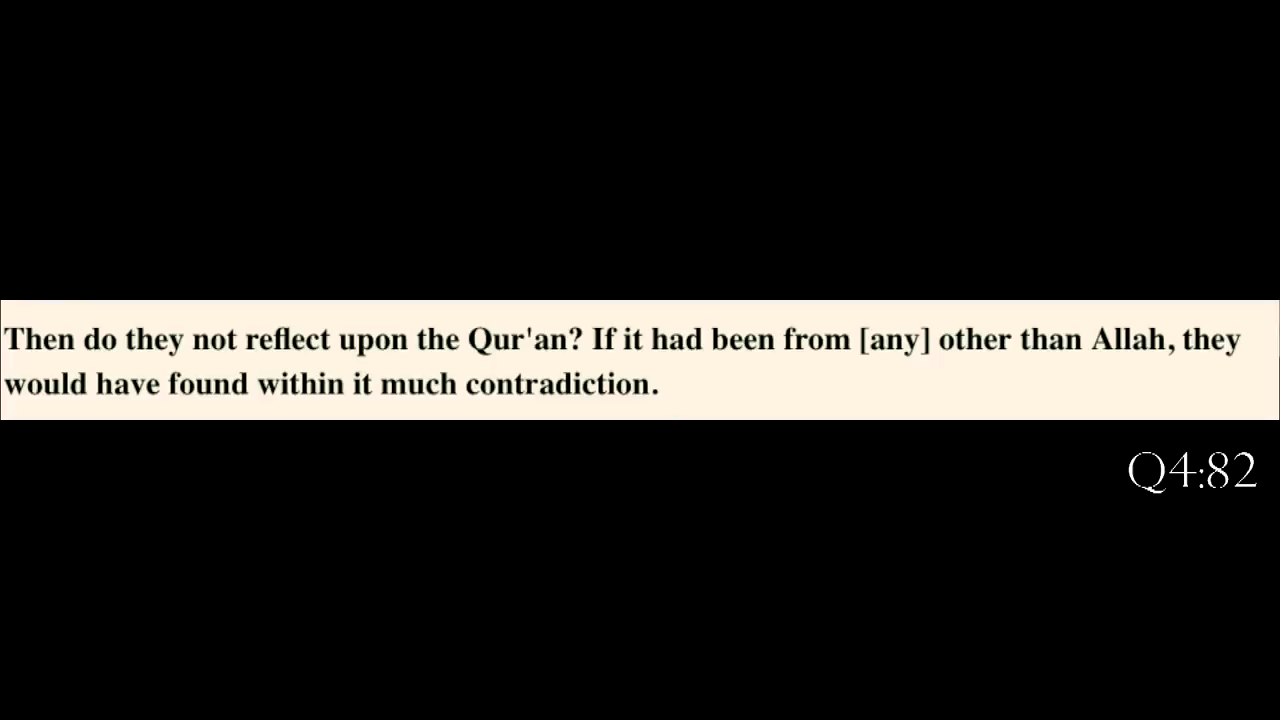 Then do they not reflect upon the Qur'an? If it had been from [any] other than Allah, they
would have found within it much contradiction.
Q4:82